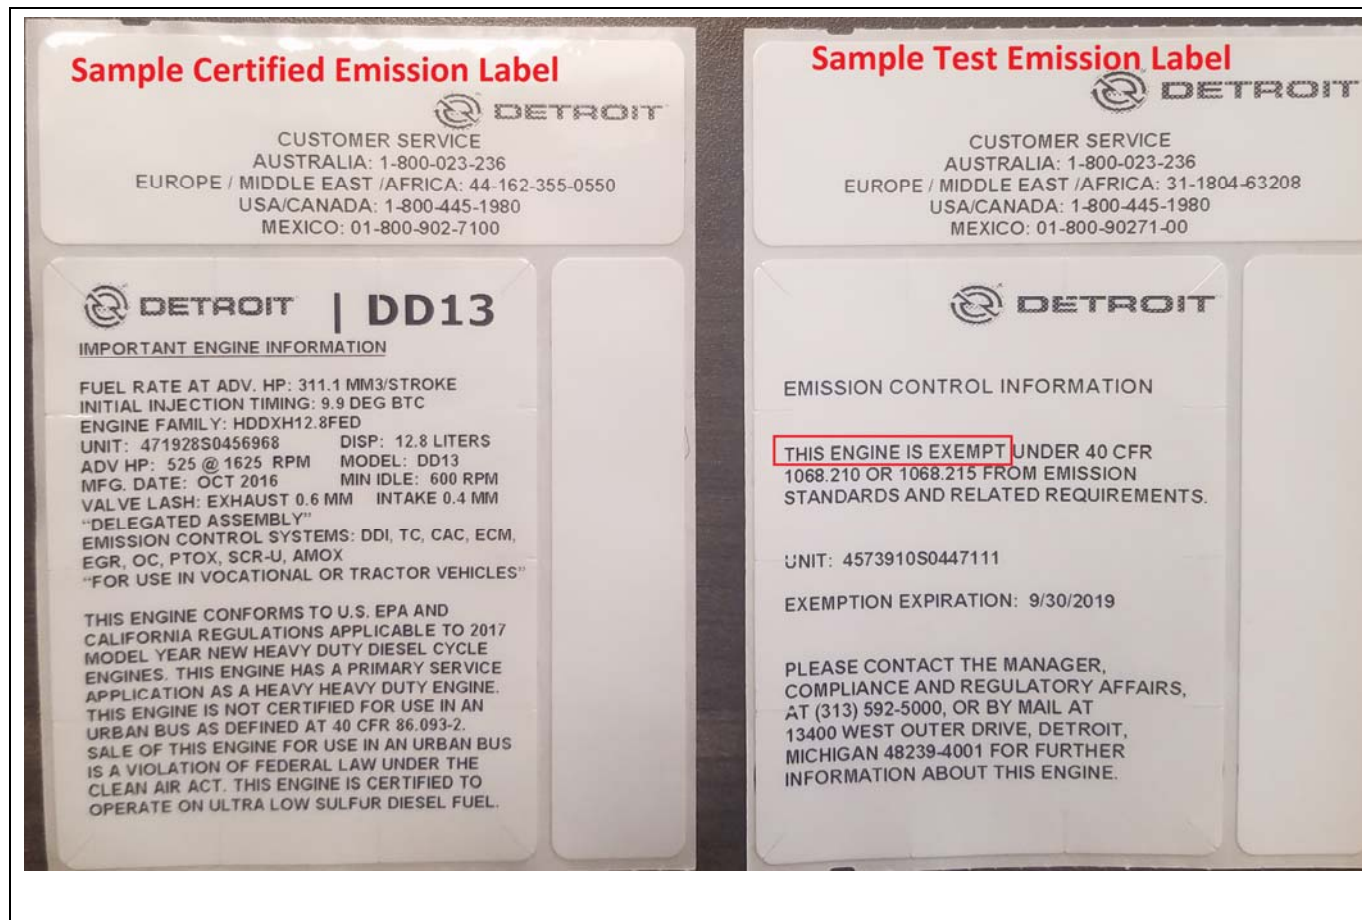 Sample Certified Emission Label
DETROIT
CUSTOMER SERVICE
AUSTRALIA: 1-800-023-236
EUROPE / MIDDLE EAST /AFRICA: 44-162-355-0550
USA/CANADA: 1-800-445-1980
MEXICO: 01-800-902-7100
DETROIT | DD13
IMPORTANT ENGINE INFORMATION
FUEL RATE AT ADV. HP: 311.1 MM3/STROKE
INITIAL INJECTION TIMING: 9.9 DEG BTC
ENGINE FAMILY: HDDXH12.8FED
UNIT: 471928S0456968 DISP: 12.8 LITERS
ADV HP: 525 @ 1625 RPM MODEL: DD13
MFG. DATE: OCT 2016 MIN IDLE: 600 RPM
VALVE LASH: EXHAUST 0.6 MM INTAKE 0.4 MM
"DELEGATED ASSEMBLY"
EMISSION CONTROL SYSTEMS: DDI, TC, CAC, ECM,
EGR, OC, PTOX, SCR-U, AMOX
"FOR USE IN VOCATIONAL OR TRACTOR VEHICLES"
THIS ENGINE CONFORMS TO U.S. EPA AND
CALIFORNIA REGULATIONS APPLICABLE TO 2017
MODEL YEAR NEW HEAVY DUTY DIESEL CYCLE
ENGINES. THIS ENGINE HAS A PRIMARY SERVICE
APPLICATION AS A HEAVY HEAVY DUTY ENGINE.
THIS ENGINE IS NOT CERTIFIED FOR USE IN AN
URBAN BUS AS DEFINED AT 40 CFR 86.093-2.
SALE OF THIS ENGINE FOR USE IN AN URBAN BUS
IS A VIOLATION OF FEDERAL LAW UNDER THE
CLEAN AIR ACT. THIS ENGINE IS CERTIFIED TO
OPERATE ON ULTRA LOW SULFUR DIESEL FUEL.
Sample Test Emission Label
DETROIT
CUSTOMER SERVICE
AUSTRALIA: 1-800-023-236
EUROPE / MIDDLE EAST /AFRICA: 31-1804-63208
USA/CANADA: 1-800-445-1980
MEXICO: 01-800-90271-00
DETROIT
EMISSION CONTROL INFORMATION
THIS ENGINE IS EXEMPT UNDER 40 CFR
1068.210 OR 1068.215 FROM EMISSION
STANDARDS AND RELATED REQUIREMENTS.
UNIT: 4573910S0447111
EXEMPTION EXPIRATION: 9/30/2019
PLEASE CONTACT THE MANAGER,
COMPLIANCE AND REGULATORY AFFAIRS,
AT (313) 592-5000, OR BY MAIL AT
13400 WEST OUTER DRIVE, DETROIT,
MICHIGAN 48239-4001 FOR FURTHER
INFORMATION ABOUT THIS ENGINE.